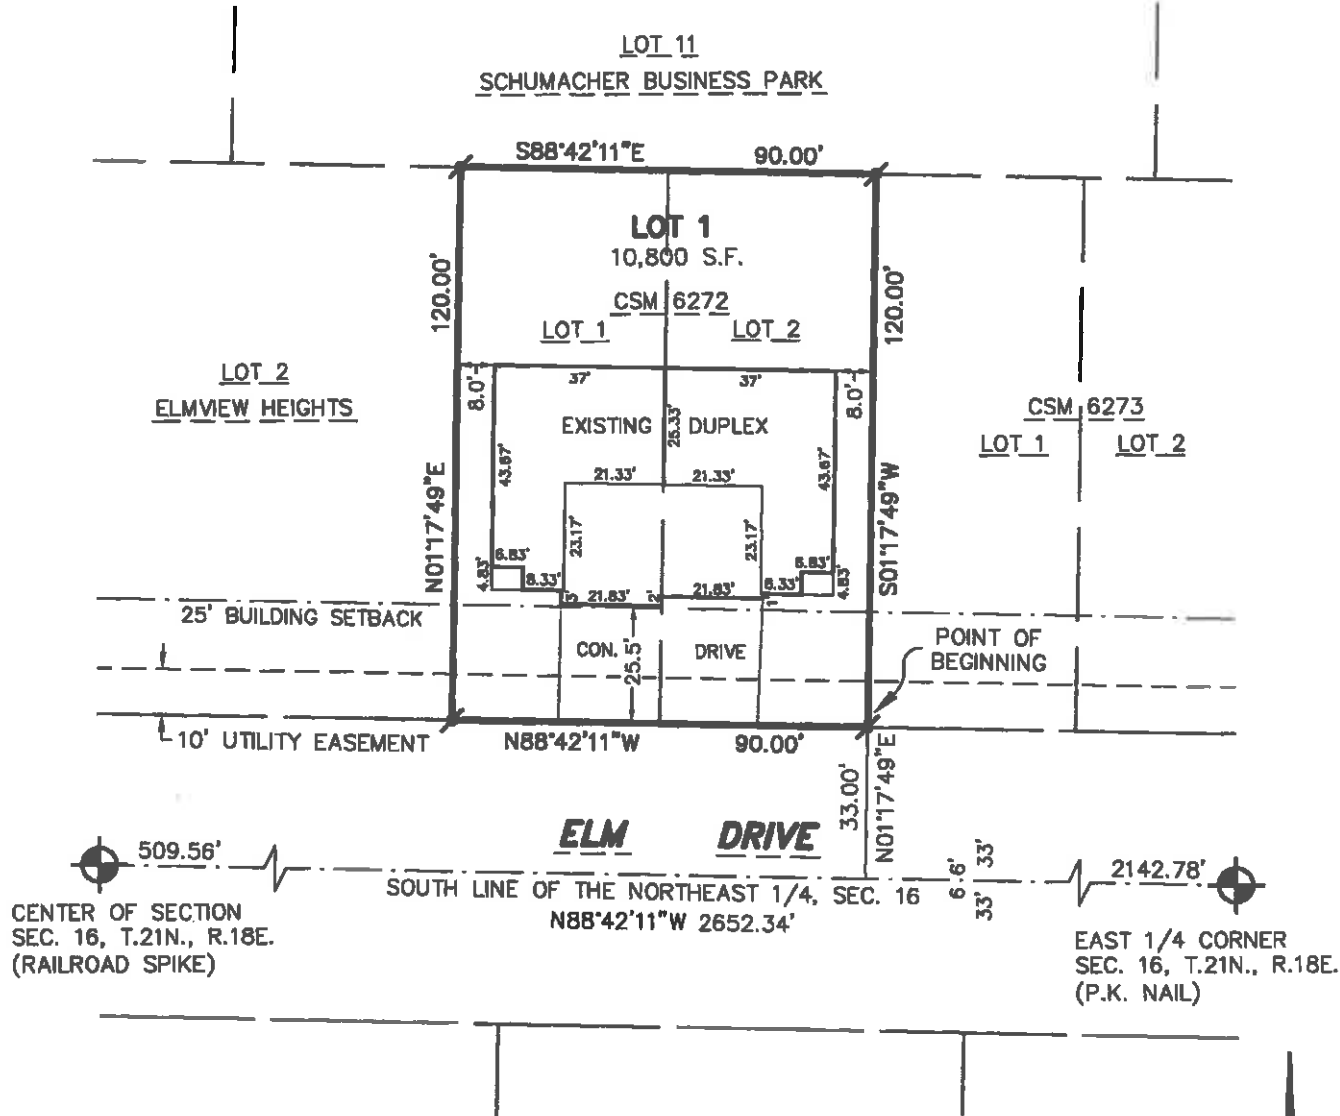 LOT 11
SCHUMACHER BUSINESS PARK
S88°42'11"E 90.00'
LOT 1
10,800 S.F.
CSM 6272
LOT 1 LOT 2
120.00'
120.00'
LOT 2
ELMVIEW HEIGHTS
8.0'
37' 37'
8.0'
EXISTING DUPLEX
25.33'
CSM 6273
LOT 1 LOT 2
43.67'
43.67'
21.33' 21.33'
N01°17'49"E
S01°17'49"W
23.17'
23.17'
6.83'
6.83'
4.83'
4.83'
8.33'
8.33'
3'
21.83'
2'
21.83'
1'
25' BUILDING SETBACK
CON. DRIVE
25.5'
POINT OF
BEGINNING
10' UTILITY EASEMENT
N88°42'11"W 90.00'
33.00'
N01°17'49"E
ELM DRIVE
509.56'
33'
6.6'
33'
2142.78'
SOUTH LINE OF THE NORTHEAST 1/4, SEC. 16
N88°42'11"W 2652.34'
CENTER OF SECTION
SEC. 16, T.21N., R.18E.
(RAILROAD SPIKE)
EAST 1/4 CORNER
SEC. 16, T.21N., R.18E.
(P.K. NAIL)